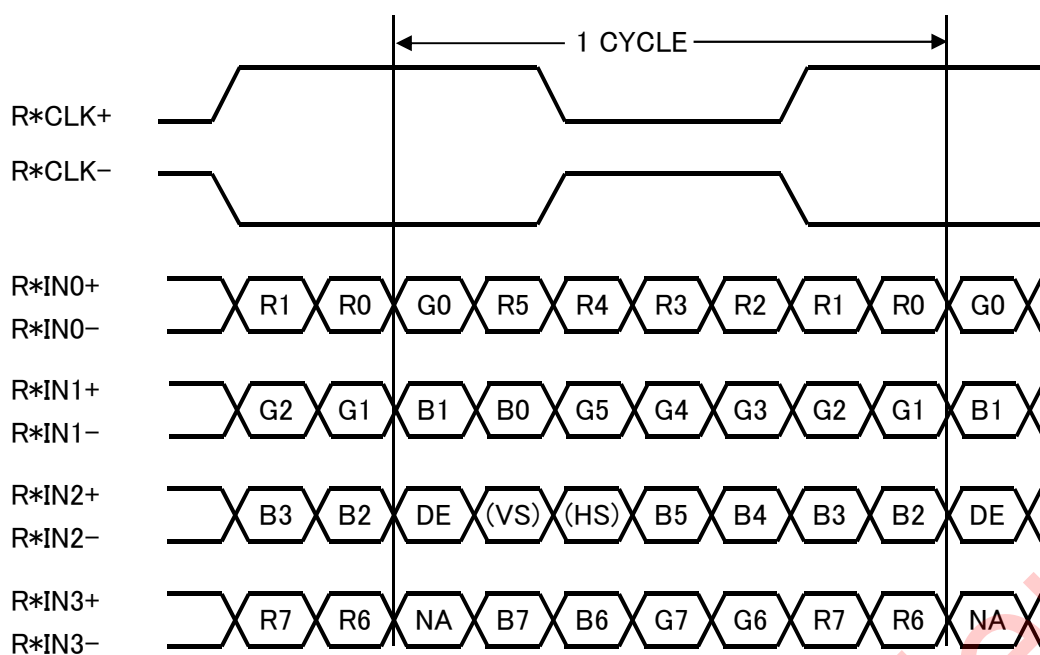 1 CYCLE
R*CLK+
R*CLK-
R*IN0+
R1 R0 G0 R5 R4 R3 R2 R1 R0 G0
R*IN0-
R*IN1+
G2 G1 B1 B0 G5 G4 G3 G2 G1 B1
R*IN1-
R*IN2+
B3 B2 DE (VS) (HS) B5 B4 B3 B2 DE
R*IN2-
R*IN3+
R7 R6 NA B7 B6 G7 G6 R7 R6 NA
R*IN3-